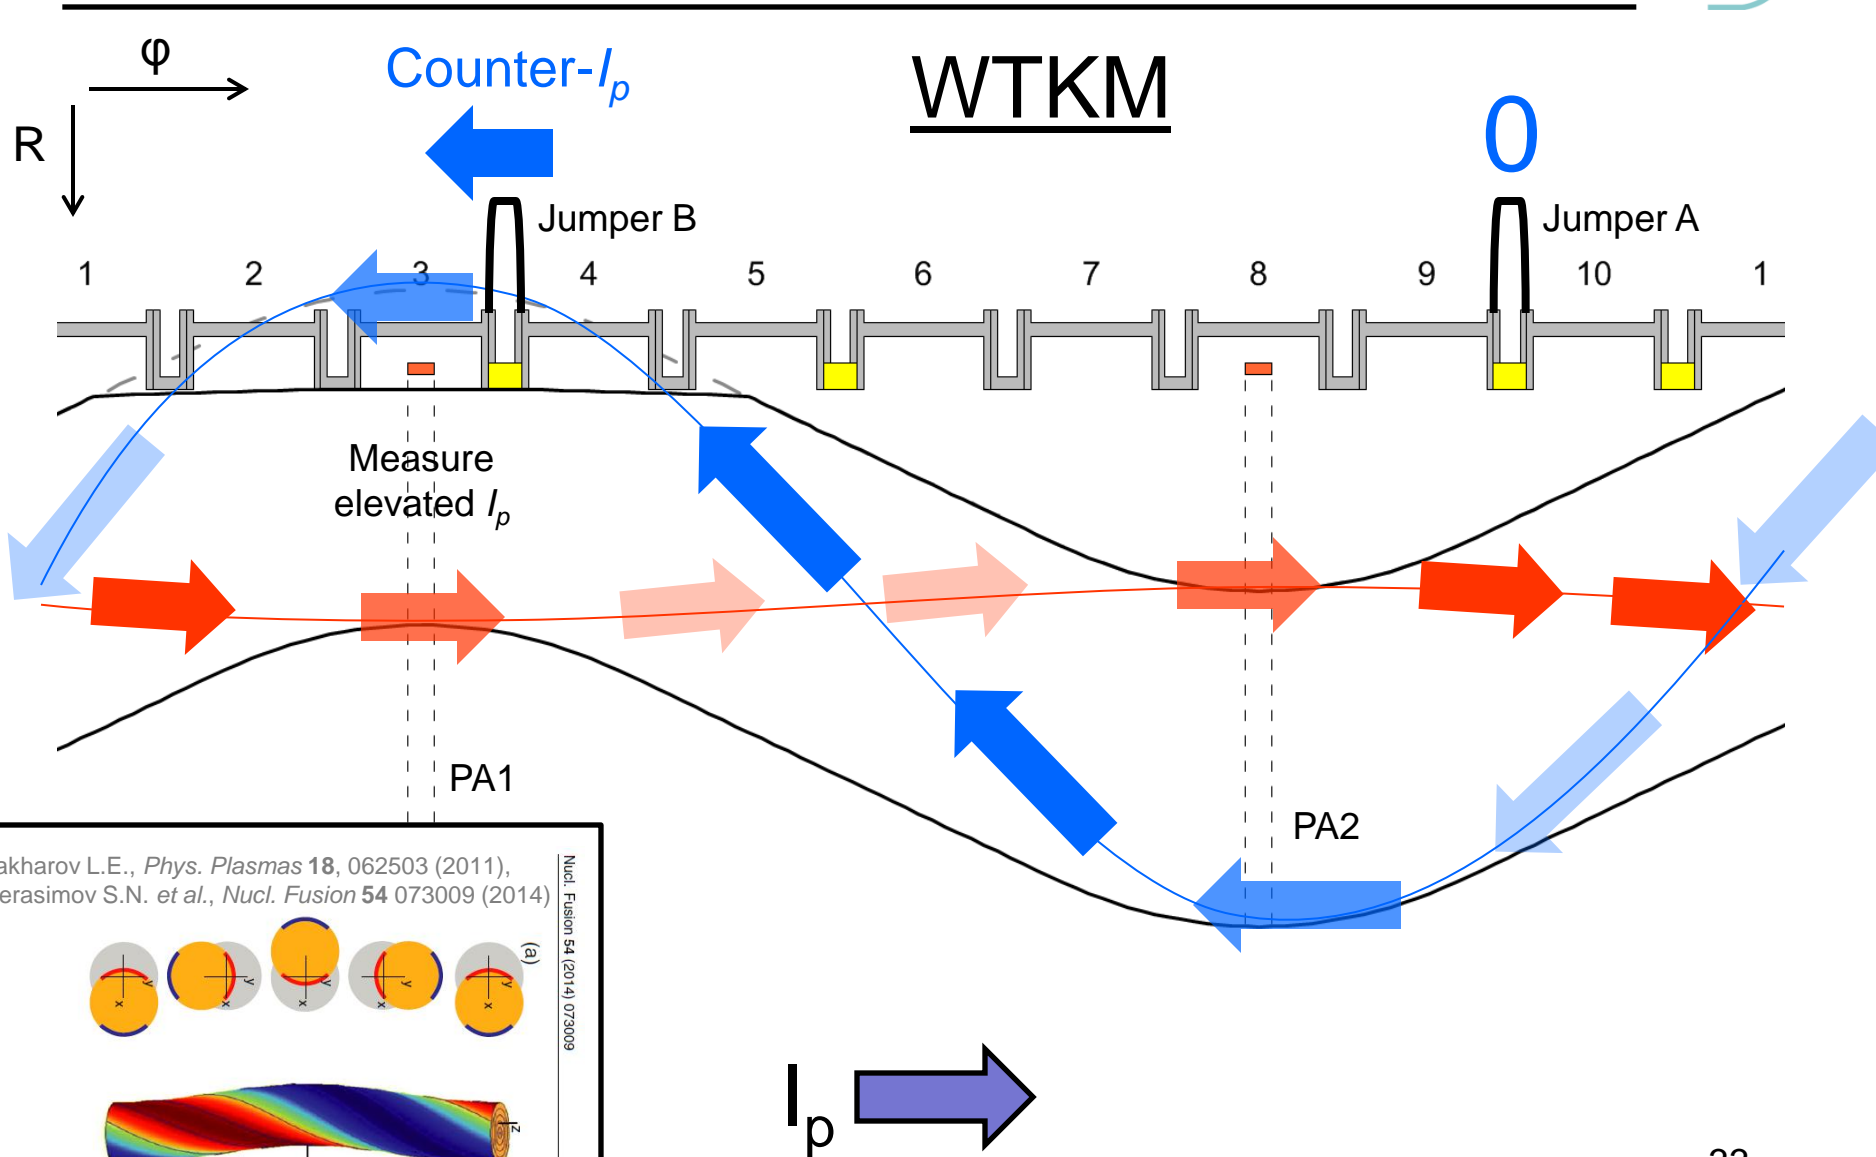 φ
Counter-Ip
WTKM
0
R
Jumper B
Jumper A
1 2 3 4 5 6 7 8 9 10 1
Measure
elevated Ip
PA1
PA2
akharov L.E., Phys. Plasmas 18, 062503 (2011),
erasimov S.N. et al., Nucl. Fusion 54 073009 (2014)
Nucl. Fusion 54 (2014) 073009
(a)
y y y y y
x x x x x
z
Ip